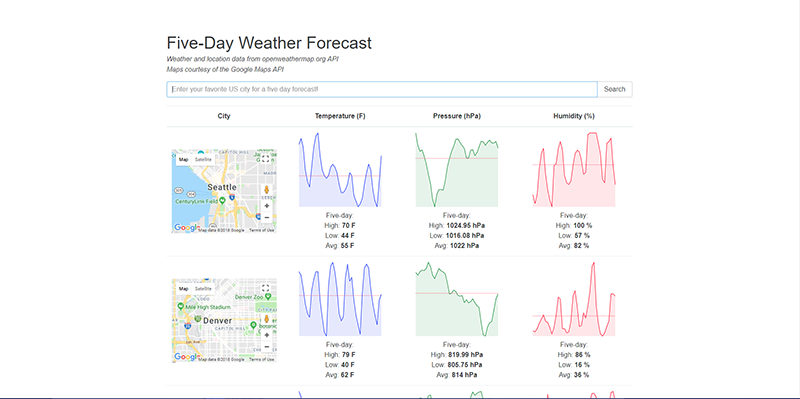 Five-Day Weather Forecast
Weather and location data from openweathermap.org API
Maps courtesy of the Google Maps API
Enter your favorite US city for a five day forecast!
Search
City Temperature (F) Pressure (hPa) Humidity (%)
CAPITOL HILL
Map Satellite
Seattle
CenturyLink Field
Google Map data ©2018 Google Terms of Use
Five-day: Five-day: Five-day:
High: 70 F High: 1024.95 hPa High: 100 %
Low: 44 F Low: 1016.08 hPa Low: 57 %
Avg: 55 F Avg: 1022 hPa Avg: 82 %
Map Satellite
Denver Zoo
LODO
Mile High Stadium
Denver
CAPITOL HILL
Google Map data ©2018 Google Terms of Use
Five-day: Five-day: Five-day:
High: 79 F High: 819.99 hPa High: 86 %
Low: 40 F Low: 805.75 hPa Low: 16 %
Avg: 62 F Avg: 814 hPa Avg: 36 %